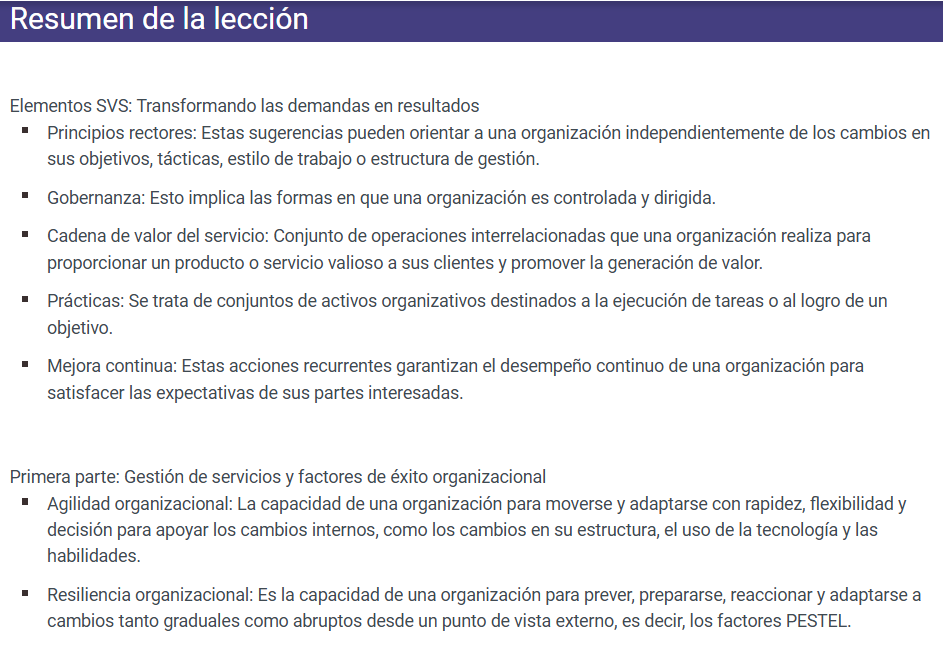 Resumen de la lección
Elementos SVS: Transformando las demandas en resultados
▪ Principios rectores: Estas sugerencias pueden orientar a una organización independientemente de los cambios en
sus objetivos, tácticas, estilo de trabajo o estructura de gestión.
▪ Gobernanza: Esto implica las formas en que una organización es controlada y dirigida.
▪ Cadena de valor del servicio: Conjunto de operaciones interrelacionadas que una organización realiza para
proporcionar un producto o servicio valioso a sus clientes y promover la generación de valor.
▪ Prácticas: Se trata de conjuntos de activos organizativos destinados a la ejecución de tareas o al logro de un
objetivo.
▪ Mejora continua: Estas acciones recurrentes garantizan el desempeño continuo de una organización para
satisfacer las expectativas de sus partes interesadas.
Primera parte: Gestión de servicios y factores de éxito organizacional
▪ Agilidad organizacional: La capacidad de una organización para moverse y adaptarse con rapidez, flexibilidad y
decisión para apoyar los cambios internos, como los cambios en su estructura, el uso de la tecnología y las
habilidades.
▪ Resiliencia organizacional: Es la capacidad de una organización para prever, prepararse, reaccionar y adaptarse a
cambios tanto graduales como abruptos desde un punto de vista externo, es decir, los factores PESTEL.